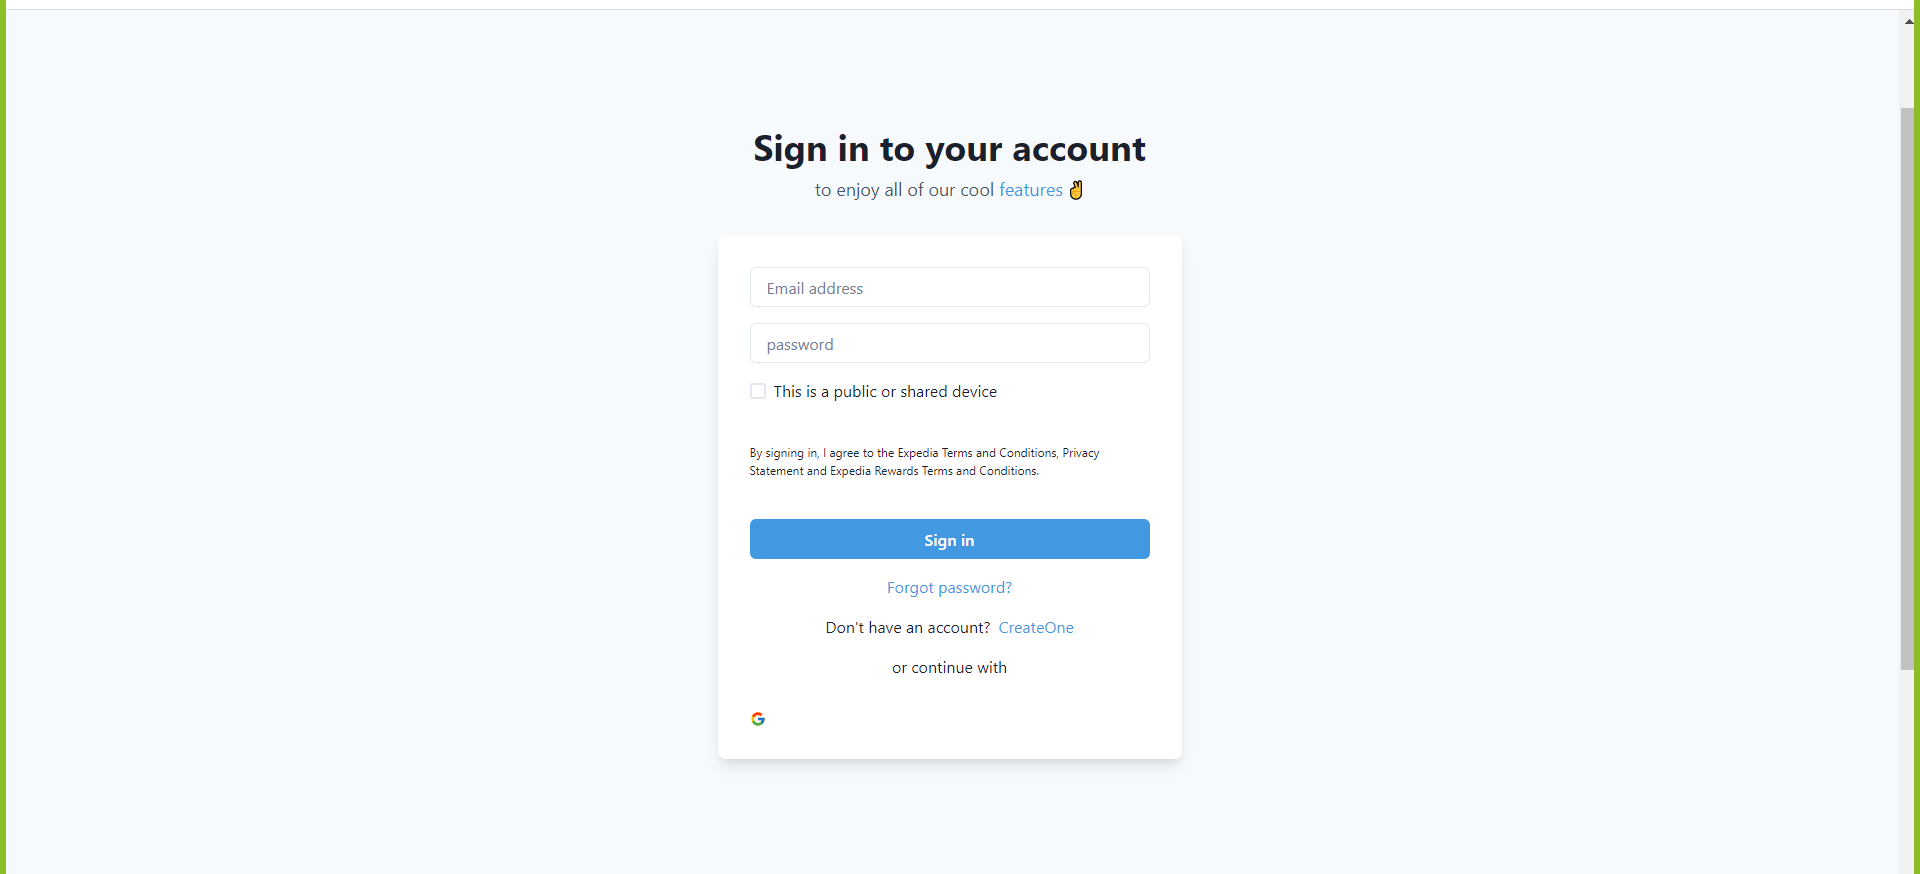 Sign in to your account
to enjoy all of our cool features ✌
Email address
password
This is a public or shared device
By signing in, I agree to the Expedia Terms and Conditions, Privacy
Statement and Expedia Rewards Terms and Conditions.
Sign in
Forgot password?
Don't have an account? CreateOne
or continue with